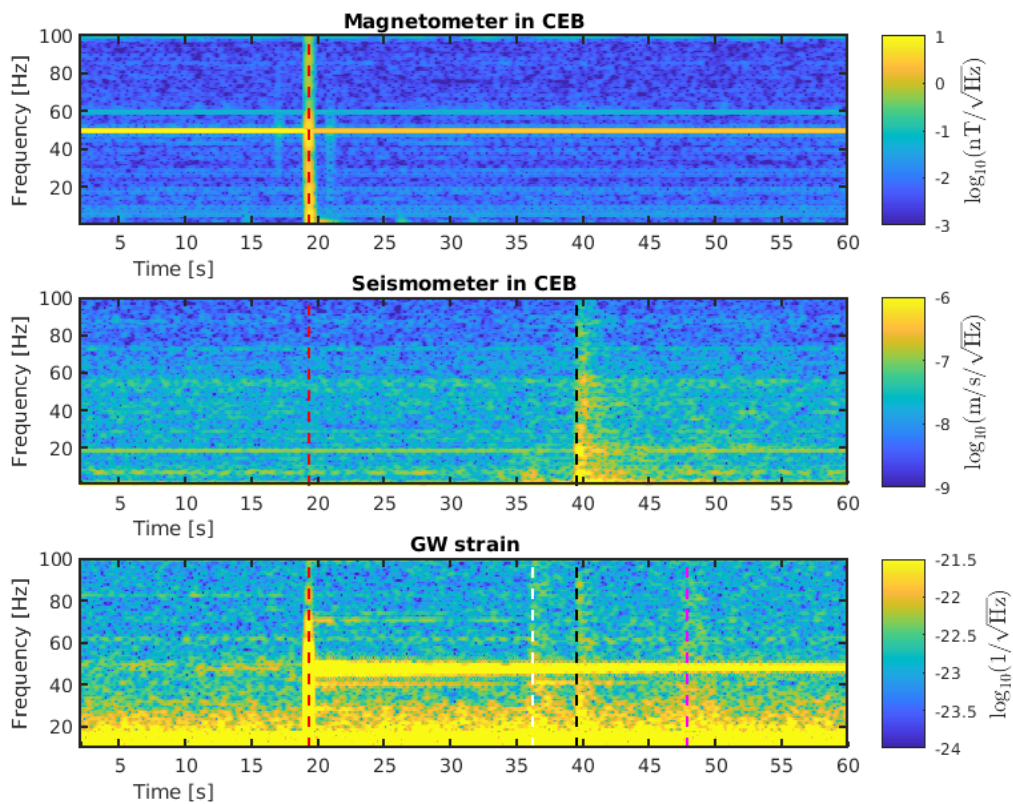 Magnetometer in CEB
Frequency [Hz]
100
80
60
40
20
5 10 15 20 25 30 35 40 45 50 55 60
Time [s]
1
0
-1
-2
-3
log₁₀(nT/√Hz)
Seismometer in CEB
Frequency [Hz]
100
80
60
40
20
5 10 15 20 25 30 35 40 45 50 55 60
Time [s]
-6
-7
-8
-9
log₁₀(m/s/√Hz)
GW strain
Frequency [Hz]
100
80
60
40
20
5 10 15 20 25 30 35 40 45 50 55 60
Time [s]
-21.5
-22
-22.5
-23
-23.5
-24
log₁₀(1/√Hz)